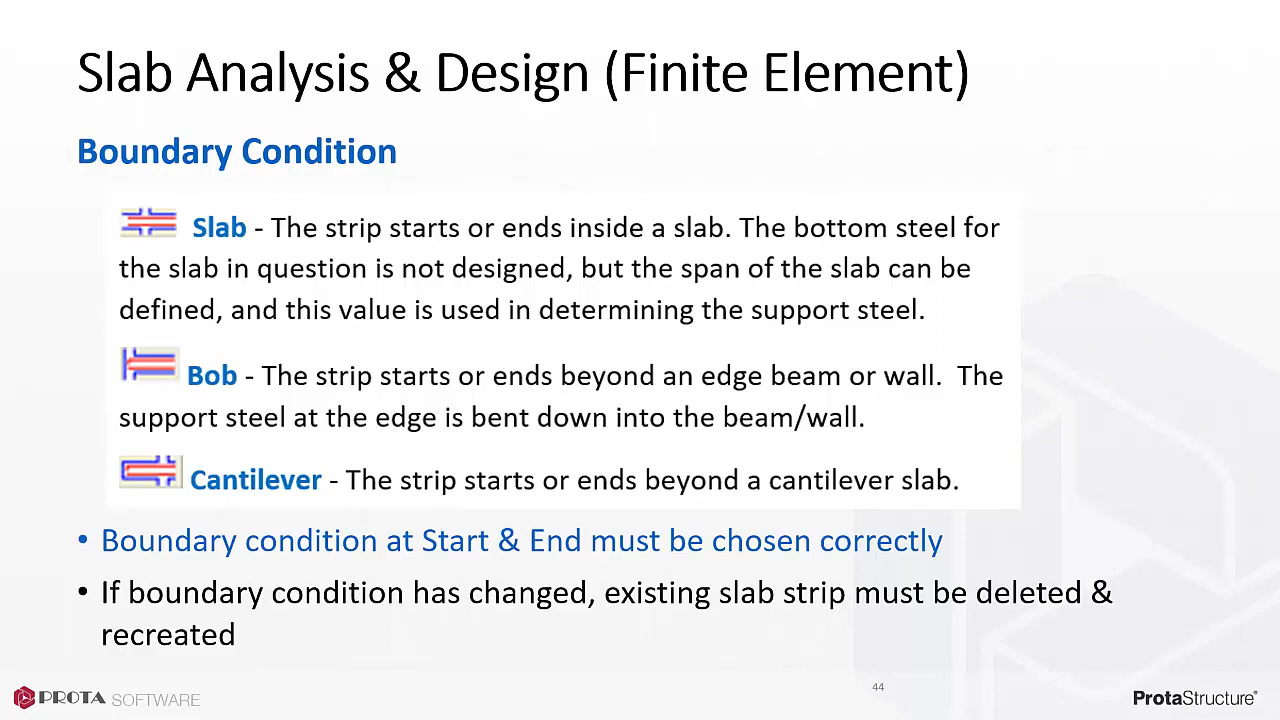 Slab Analysis & Design (Finite Element)
Boundary Condition
Slab - The strip starts or ends inside a slab. The bottom steel for
the slab in question is not designed, but the span of the slab can be
defined, and this value is used in determining the support steel.
Bob - The strip starts or ends beyond an edge beam or wall.  The
support steel at the edge is bent down into the beam/wall.
Cantilever - The strip starts or ends beyond a cantilever slab.
• Boundary condition at Start & End must be chosen correctly
• If boundary condition has changed, existing slab strip must be deleted &
recreated
PROTA SOFTWARE
44
ProtaStructure®